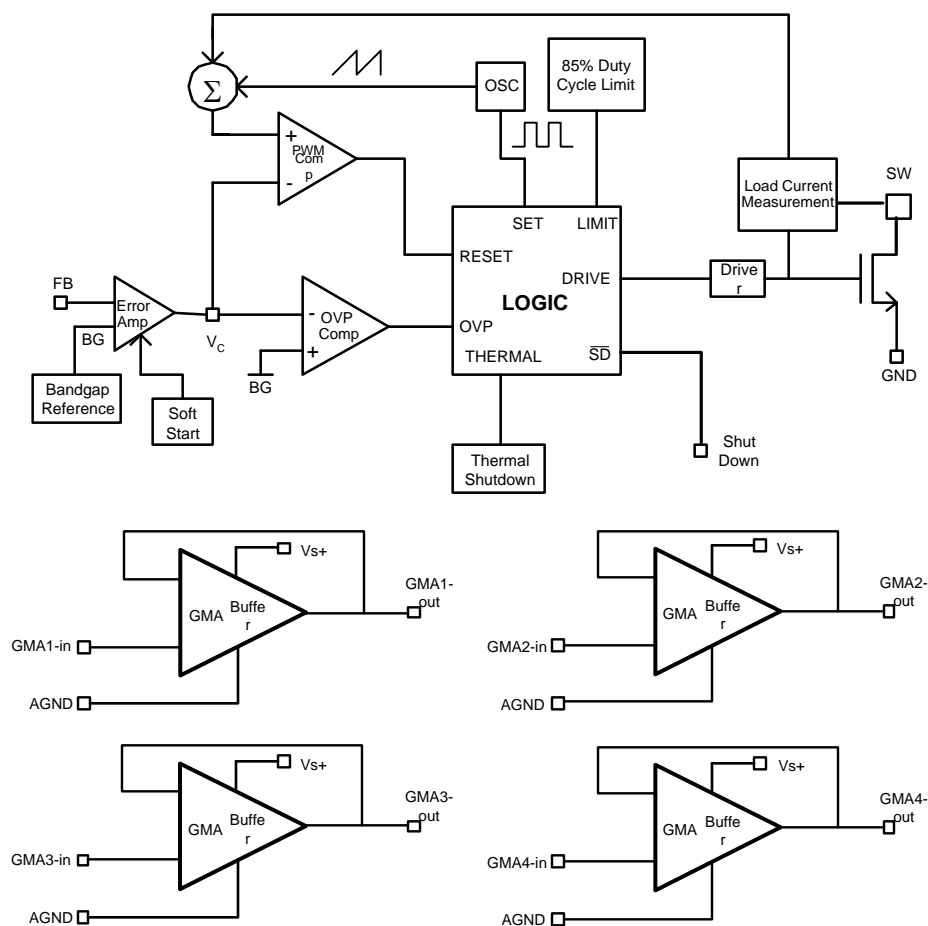 Σ
OSC
85% Duty
Cycle Limit
+
PWM
Com
p
-
Load Current
Measurement
SW
SET
LIMIT
RESET
DRIVE
LOGIC
OVP
THERMAL
SD
Drive
r
FB
Error
Amp
BG
VC
-
OVP
Comp
+
BG
GND
Bandgap
Reference
Soft
Start
Thermal
Shutdown
Shut
Down
Vs+
GMA
Buffe
r
GMA1-
out
GMA1-in
AGND
Vs+
GMA
Buffe
r
GMA2-
out
GMA2-in
AGND
Vs+
GMA
Buffe
r
GMA3-
out
GMA3-in
AGND
Vs+
GMA
Buffe
r
GMA4-
out
GMA4-in
AGND